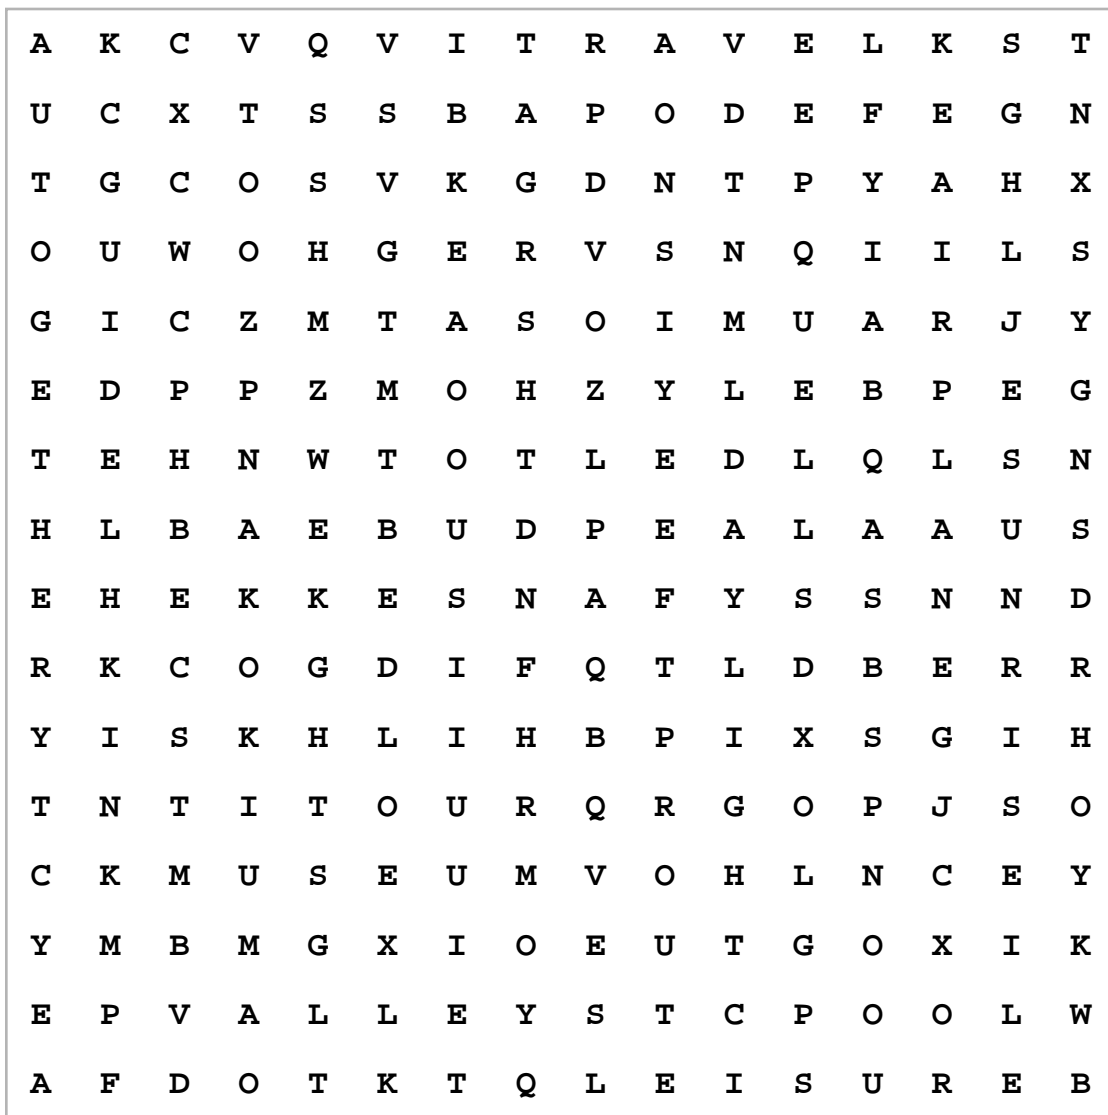 A K C V Q V I T R A V E L K S T
U C X T S S B A P O D E F E G N
T G C O S V K G D N T P Y A H X
O U W O H G E R V S N Q I I L S
G I C Z M T A S O I M U A R J Y
E D P P Z M O H Z Y L E B P E G
T E H N W T O T L E D L Q L S N
H L B A E B U D P E A L A A U S
E H E K K E S N A F Y S S N N D
R K C O G D I F Q T L D B E R R
Y I S K H L I H B P I X S G I H
T N T I T O U R Q R G O P J S O
C K M U S E U M V O H L N C E Y
Y M B M G X I O E U T G O X I K
E P V A L L E Y S T C P O O L W
A F D O T K T Q L E I S U R E B